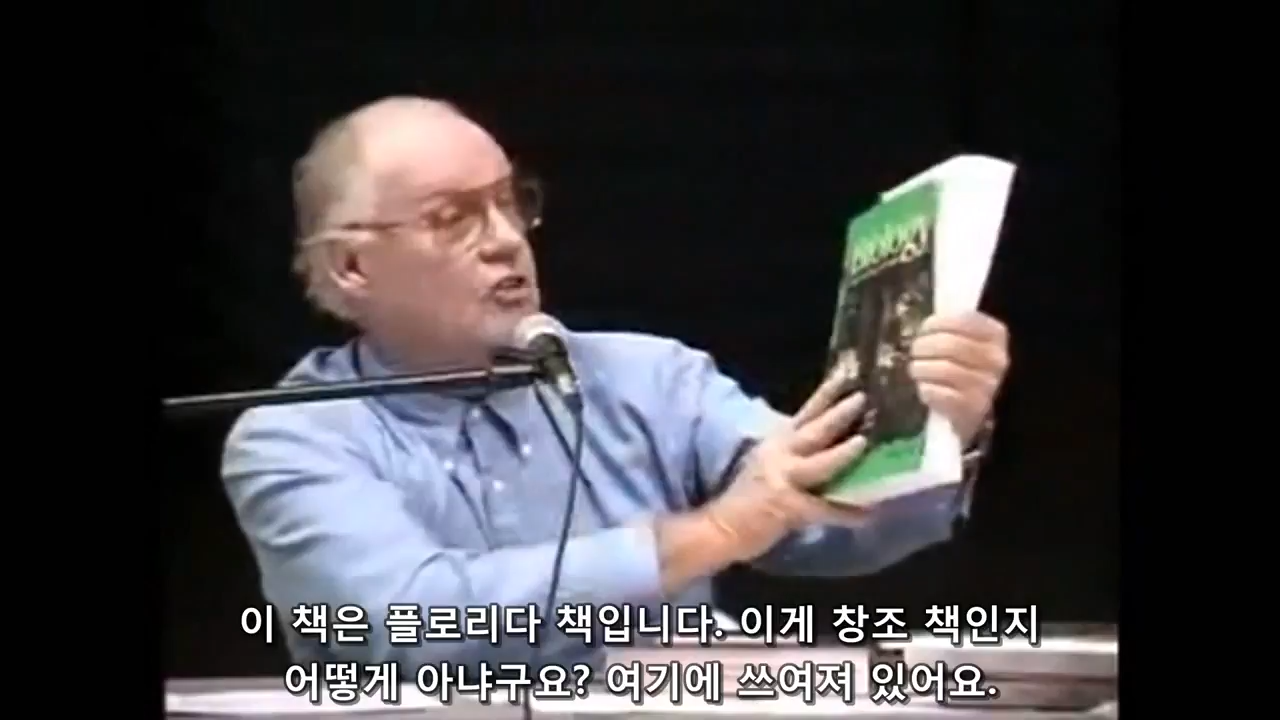 Biology
이 책은 플로리다 책입니다. 이게 창조 책인지
어떻게 아냐구요? 여기에 쓰여져 있어요.